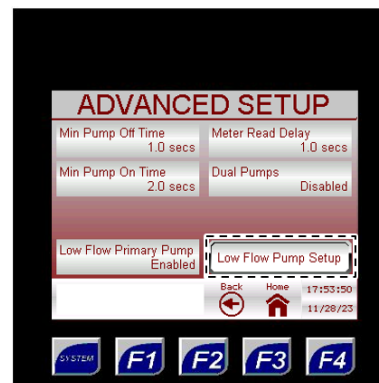 ADVANCED SETUP
Min Pump Off Time
1.0 secs
Meter Read Delay
1.0 secs
Min Pump On Time
2.0 secs
Dual Pumps
Disabled
Low Flow Primary Pump
Enabled
Low Flow Pump Setup
Back
Home
17:53:50
11/28/23
SYSTEM
F1
F2
F3
F4